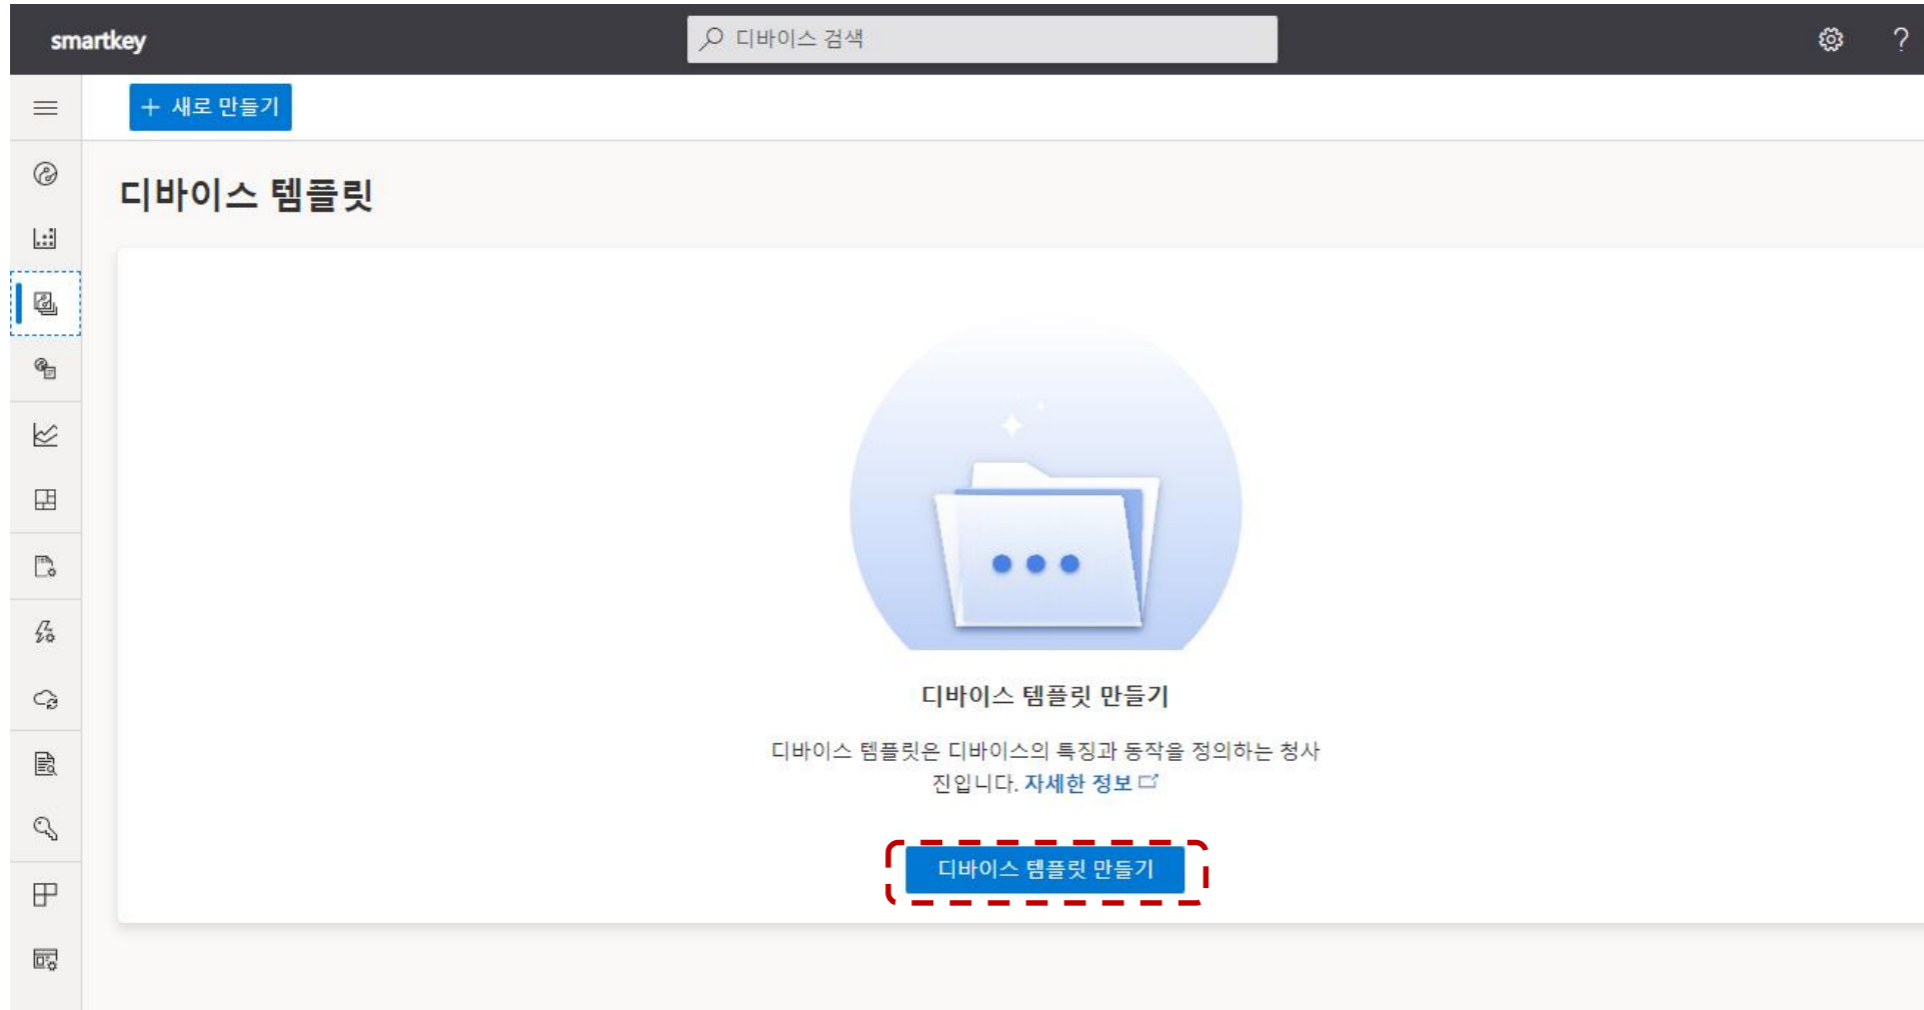 smartkey
디바이스 검색
?
+ 새로 만들기
디바이스 템플릿
디바이스 템플릿 만들기
디바이스 템플릿은 디바이스의 특징과 동작을 정의하는 청사
진입니다. 자세한 정보
디바이스 템플릿 만들기